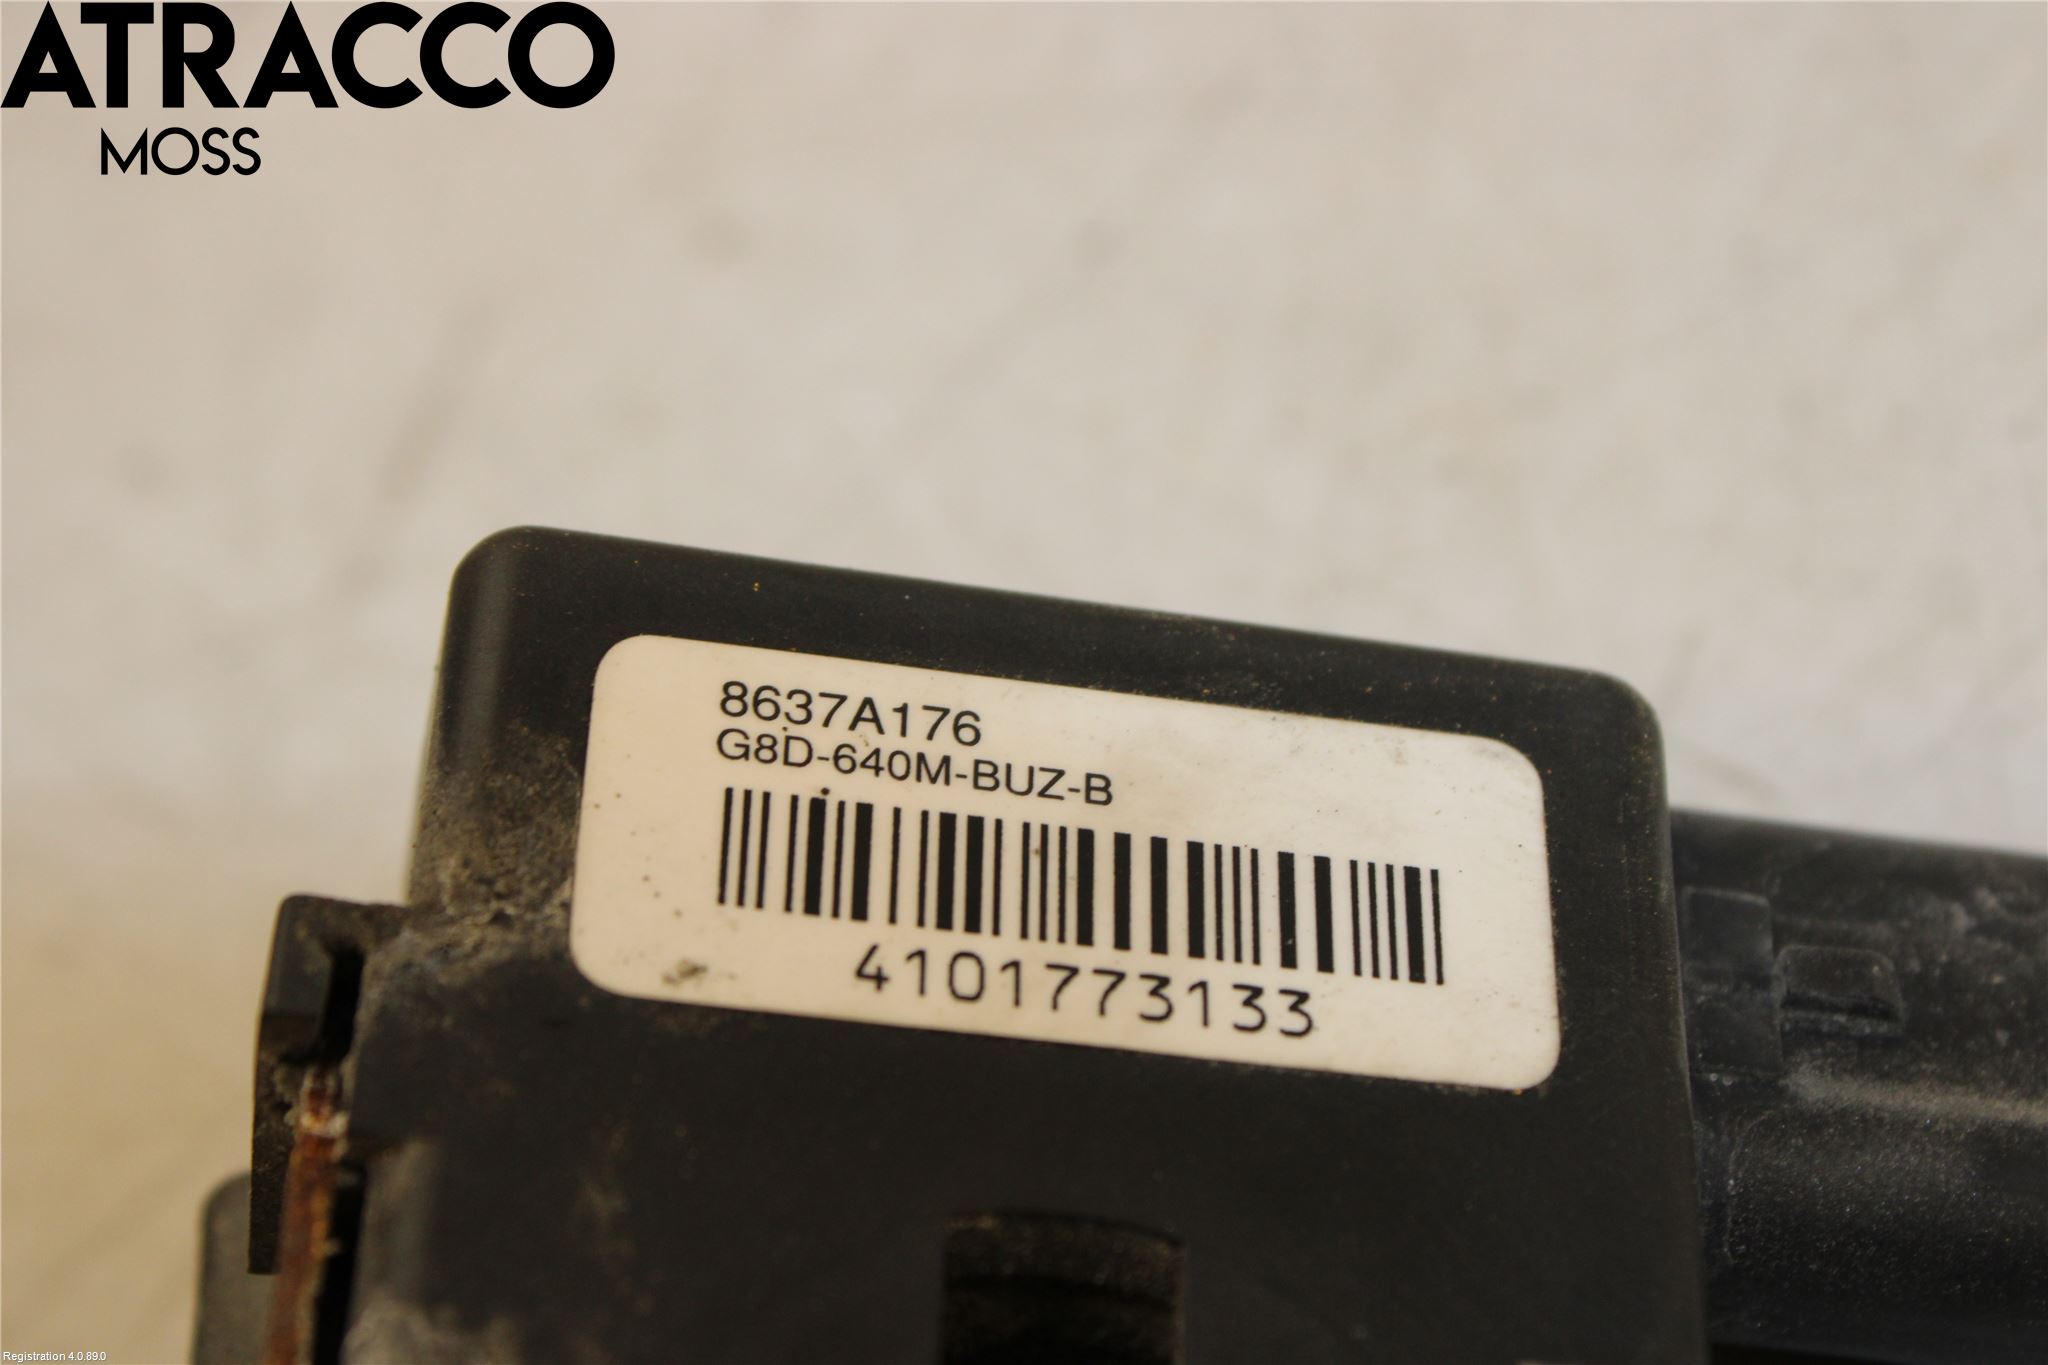 ATRACCO
MOSS
8637A176
G8D-640M-BUZ-B
4101773133
Registration 4.0.89.0